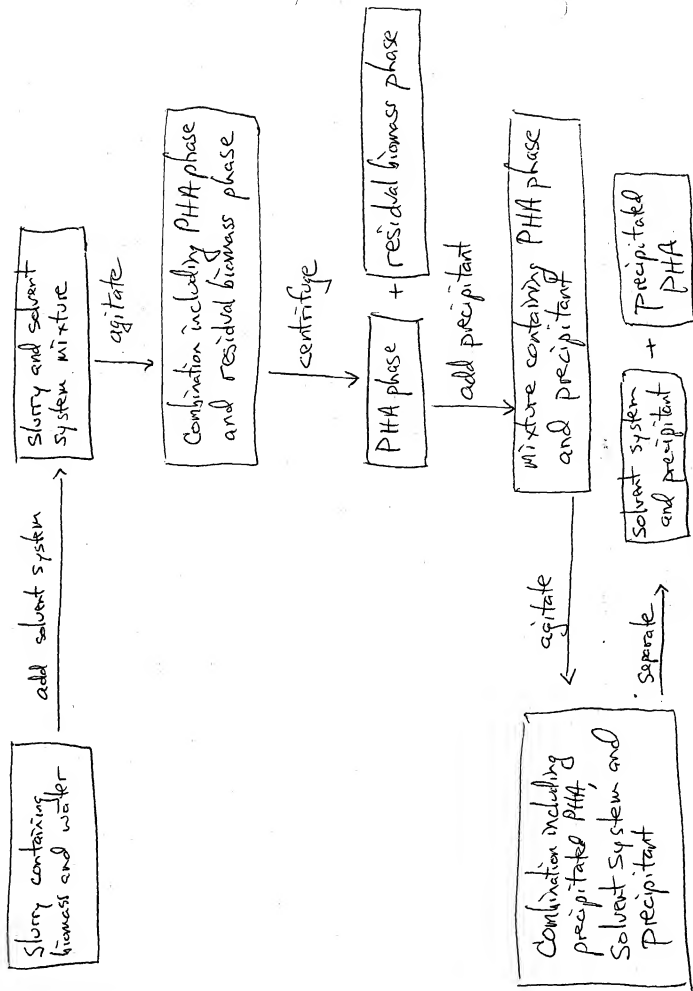 Slurry containing
biomass and water
add solvent system
Slurry and solvent
system mixture
agitate
Combination including PHA phase
and residual biomass phase
centrifuge
PHA phase
+
residual biomass phase
add precipitant
Mixture containing PHA phase
and precipitant
agitate
Combination including
precipitated PHA,
Solvent System and
precipitant
separate
Solvent system
and precipitant
+
Precipitated
PHA